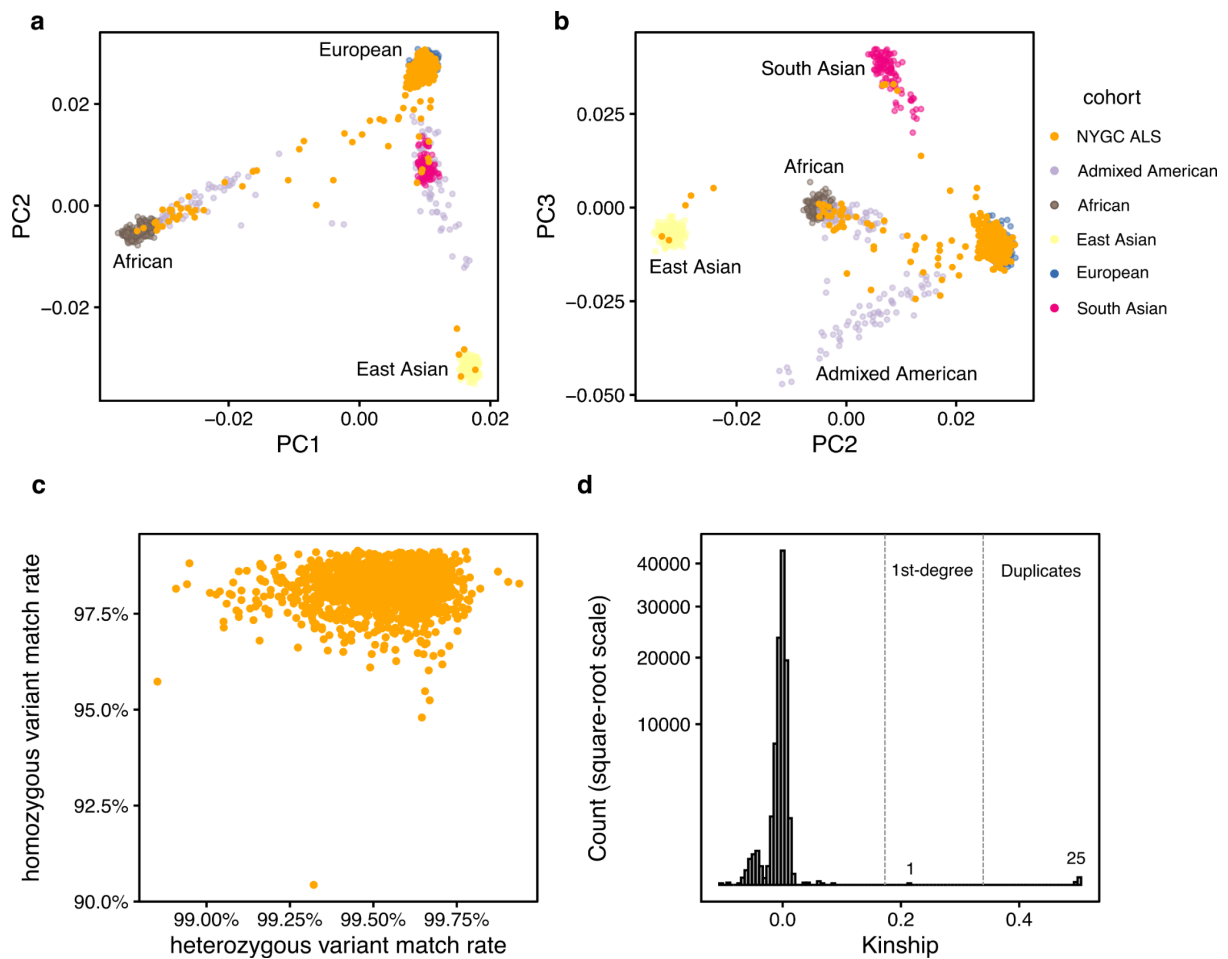 a
European
0.02
0.00
−0.02
PC2
African
East Asian
−0.02
0.00
0.02
PC1
b
South Asian
African
East Asian
Admixed American
0.025
0.000
−0.025
−0.050
PC3
−0.02
0.00
0.02
PC2
cohort
NYGC ALS
Admixed American
African
East Asian
European
South Asian
c
97.5%
95.0%
92.5%
90.0%
homozygous variant match rate
99.00%
99.25%
99.50%
99.75%
heterozygous variant match rate
d
40000
30000
20000
10000
Count (square-root scale)
1st-degree
Duplicates
1
25
0.0
0.2
0.4
Kinship